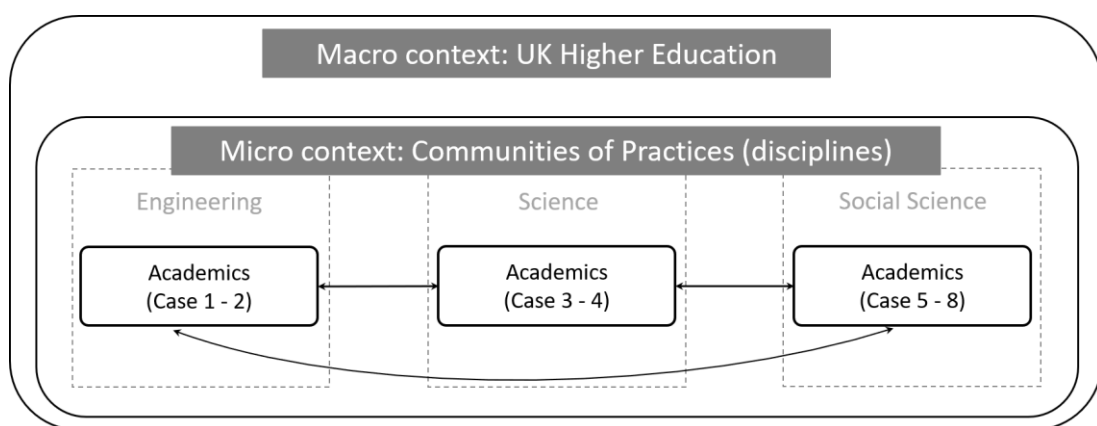 Macro context: UK Higher Education
Micro context: Communities of Practices (disciplines)
Engineering
Science
Social Science
Academics
(Case 1 - 2)
Academics
(Case 3 - 4)
Academics
(Case 5 - 8)